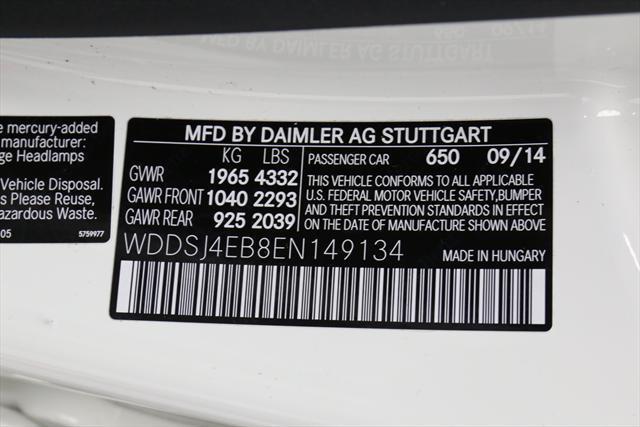 e mercury-added
manufacturer:
ge Headlamps
Vehicle Disposal.
s Please Reuse,
azardous Waste.
05 5759977
MFD BY DAIMLER AG STUTTGART
KG LBS
GVWR 1965 4332
GAWR FRONT 1040 2293
GAWR REAR 925 2039
PASSENGER CAR 650 09/14
THIS VEHICLE CONFORMS TO ALL APPLICABLE
U.S. FEDERAL MOTOR VEHICLE SAFETY,BUMPER
AND THEFT PREVENTION STANDARDS IN EFFECT
ON THE DATE OF MANUFACTURE SHOWN ABOVE.
WDDSJ4EB8EN149134
MADE IN HUNGARY